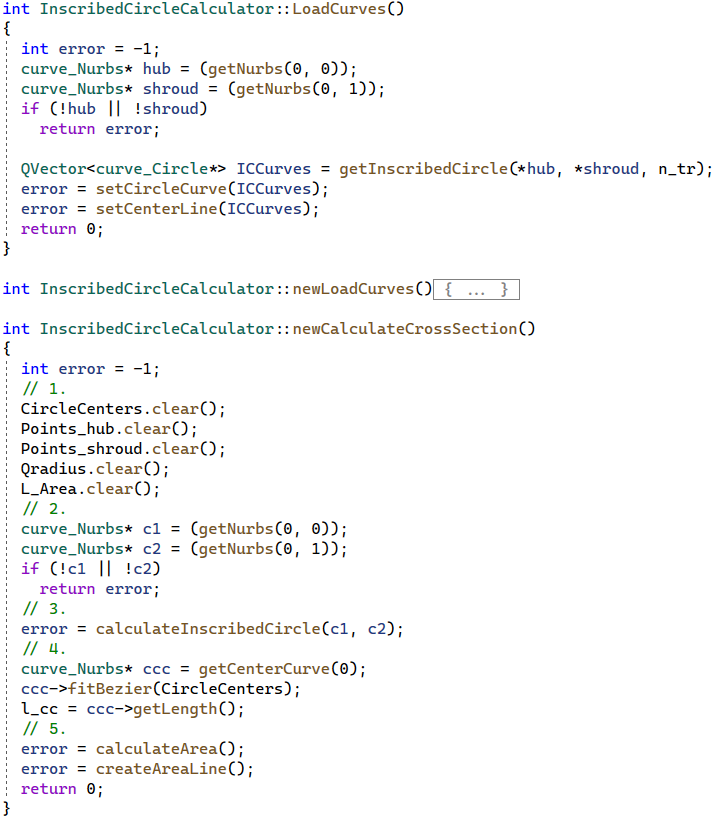 int InscribedCircleCalculator::LoadCurves()
{
  int error = -1;
  curve_Nurbs* hub = (getNurbs(0, 0));
  curve_Nurbs* shroud = (getNurbs(0, 1));
  if (!hub || !shroud)
    return error;

  QVector<curve_Circle*> ICCurves = getInscribedCircle(*hub, *shroud, n_tr);
  error = setCircleCurve(ICCurves);
  error = setCenterLine(ICCurves);
  return 0;
}

int InscribedCircleCalculator::newLoadCurves(){ ... }

int InscribedCircleCalculator::newCalculateCrossSection()
{
  int error = -1;
  // 1.
  CircleCenters.clear();
  Points_hub.clear();
  Points_shroud.clear();
  Qradius.clear();
  L_Area.clear();
  // 2.
  curve_Nurbs* c1 = (getNurbs(0, 0));
  curve_Nurbs* c2 = (getNurbs(0, 1));
  if (!c1 || !c2)
    return error;
  // 3.
  error = calculateInscribedCircle(c1, c2);
  // 4.
  curve_Nurbs* ccc = getCenterCurve(0);
  ccc->fitBezier(CircleCenters);
  l_cc = ccc->getLength();
  // 5.
  error = calculateArea();
  error = createAreaLine();
  return 0;
}